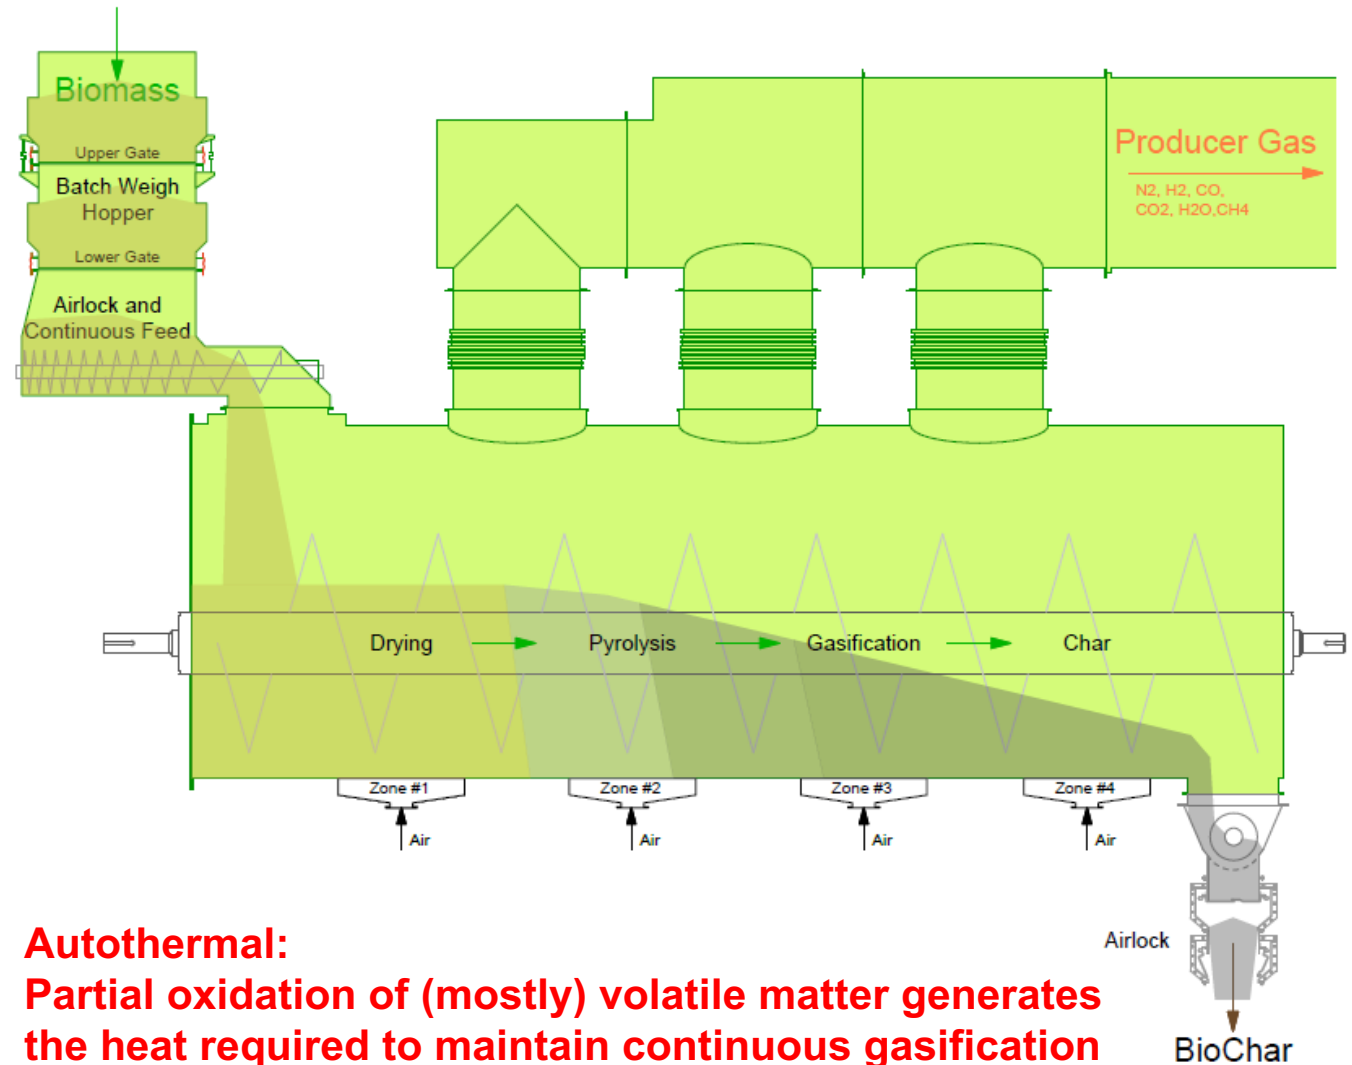 Biomass
Upper Gate
Batch Weigh
Hopper
Lower Gate
Airlock and
Continuous Feed
Producer Gas
N2, H2, CO,
CO2, H2O,CH4
Drying
Pyrolysis
Gasification
Char
Zone #1
Zone #2
Zone #3
Zone #4
Air
Air
Air
Air
Airlock
BioChar
Autothermal:
Partial oxidation of (mostly) volatile matter generates
the heat required to maintain continuous gasification